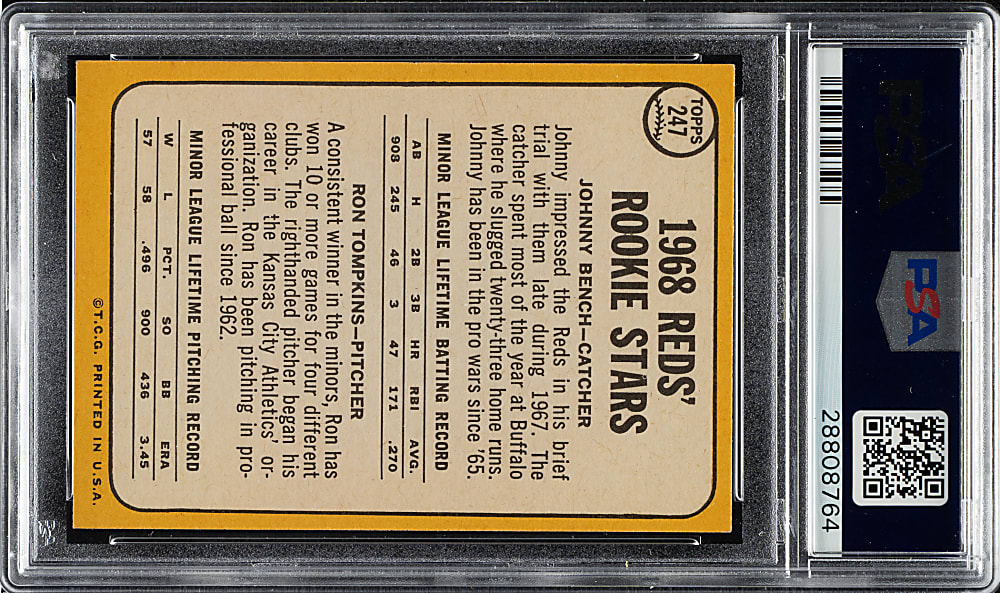 PSA
PSA
28808764
TOPPS
247
1968 REDS'
ROOKIE STARS
JOHNNY BENCH—CATCHER
Johnny impressed the Reds in his brief
trial with them late during 1967. The
catcher spent most of the year at Buffalo
where he slugged twenty-three home runs.
Johnny has been in the pro wars since '65.
MINOR LEAGUE LIFETIME BATTING RECORD
AB H 2B 3B HR RBI AVG.
908 245 46 3 47 171 .270
RON TOMPKINS—PITCHER
A consistent winner in the minors, Ron has
won 10 or more games for four different
clubs. The righthanded pitcher began his
career in the Kansas City Athletics' or-
ganization. Ron has been pitching in pro-
fessional ball since 1962.
MINOR LEAGUE LIFETIME PITCHING RECORD
W L PCT. SO BB ERA
57 58 .496 900 436 3.45
©T.C.G. PRINTED IN U.S.A.